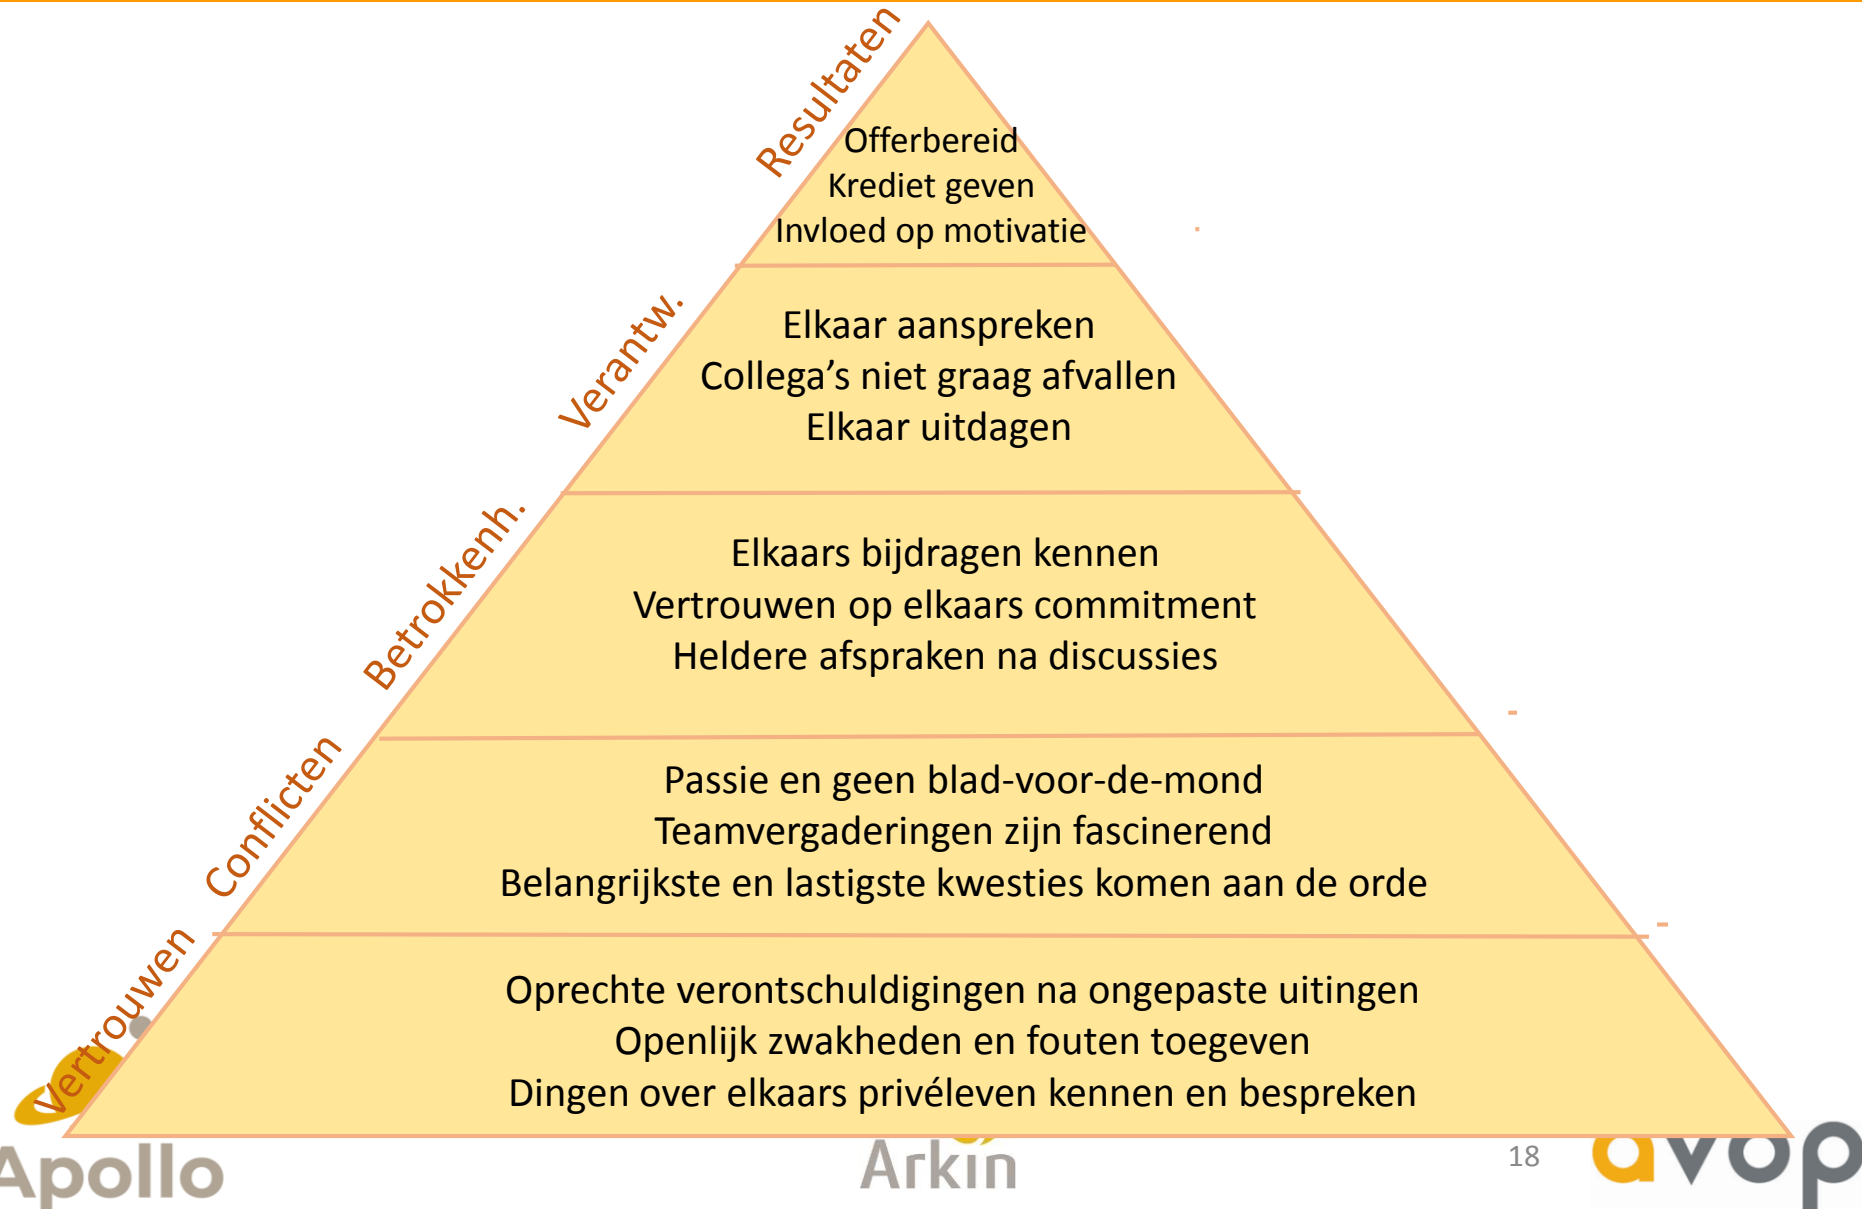 Resultaten
Offerbereid
Krediet geven
Invloed op motivatie
Verantw.
Elkaar aanspreken
Collega’s niet graag afvallen
Elkaar uitdagen
Betrokkenh.
Elkaars bijdragen kennen
Vertrouwen op elkaars commitment
Heldere afspraken na discussies
Conflicten
Passie en geen blad-voor-de-mond
Teamvergaderingen zijn fascinerend
Belangrijkste en lastigste kwesties komen aan de orde
Vertrouwen
Oprechte verontschuldigingen na ongepaste uitingen
Openlijk zwakheden en fouten toegeven
Dingen over elkaars privéleven kennen en bespreken
Apollo
Arkin
18
avop